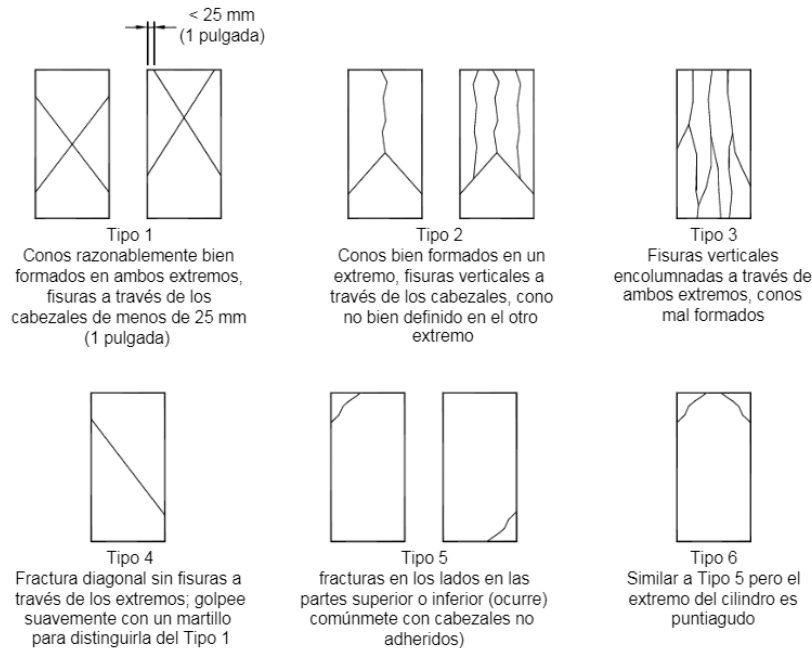 < 25 mm
(1 pulgada)
Tipo 1
Conos razonablemente bien
formados en ambos extremos,
fisuras a través de los
cabezales de menos de 25 mm
(1 pulgada)
Tipo 2
Conos bien formados en un
extremo, fisuras verticales a
través de los cabezales, cono
no bien definido en el otro
extremo
Tipo 3
Fisuras verticales
encolumnadas a través de
ambos extremos, conos
mal formados
Tipo 4
Fractura diagonal sin fisuras a
través de los extremos; golpee
suavemente con un martillo
para distinguirla del Tipo 1
Tipo 5
fracturas en los lados en las
partes superior o inferior (ocurre)
comúnmete con cabezales no
adheridos)
Tipo 6
Similar a Tipo 5 pero el
extremo del cilindro es
puntiagudo